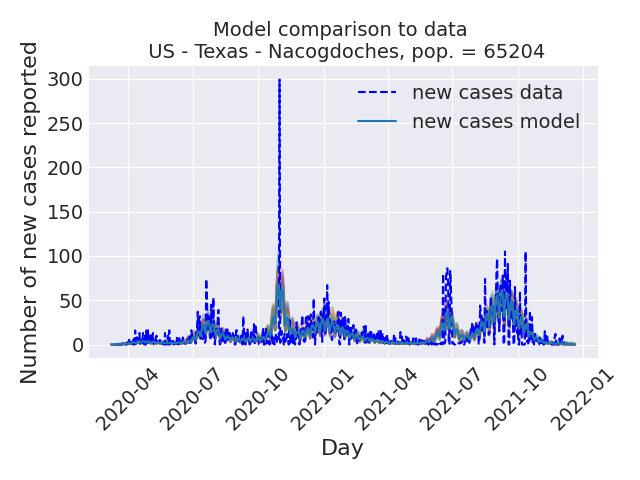 Model comparison to data
US - Texas - Nacogdoches, pop. = 65204
Number of new cases reported
300
250
200
150
100
50
0
new cases data
new cases model
2020-04
2020-07
2020-10
2021-01
2021-04
2021-07
2021-10
2022-01
Day